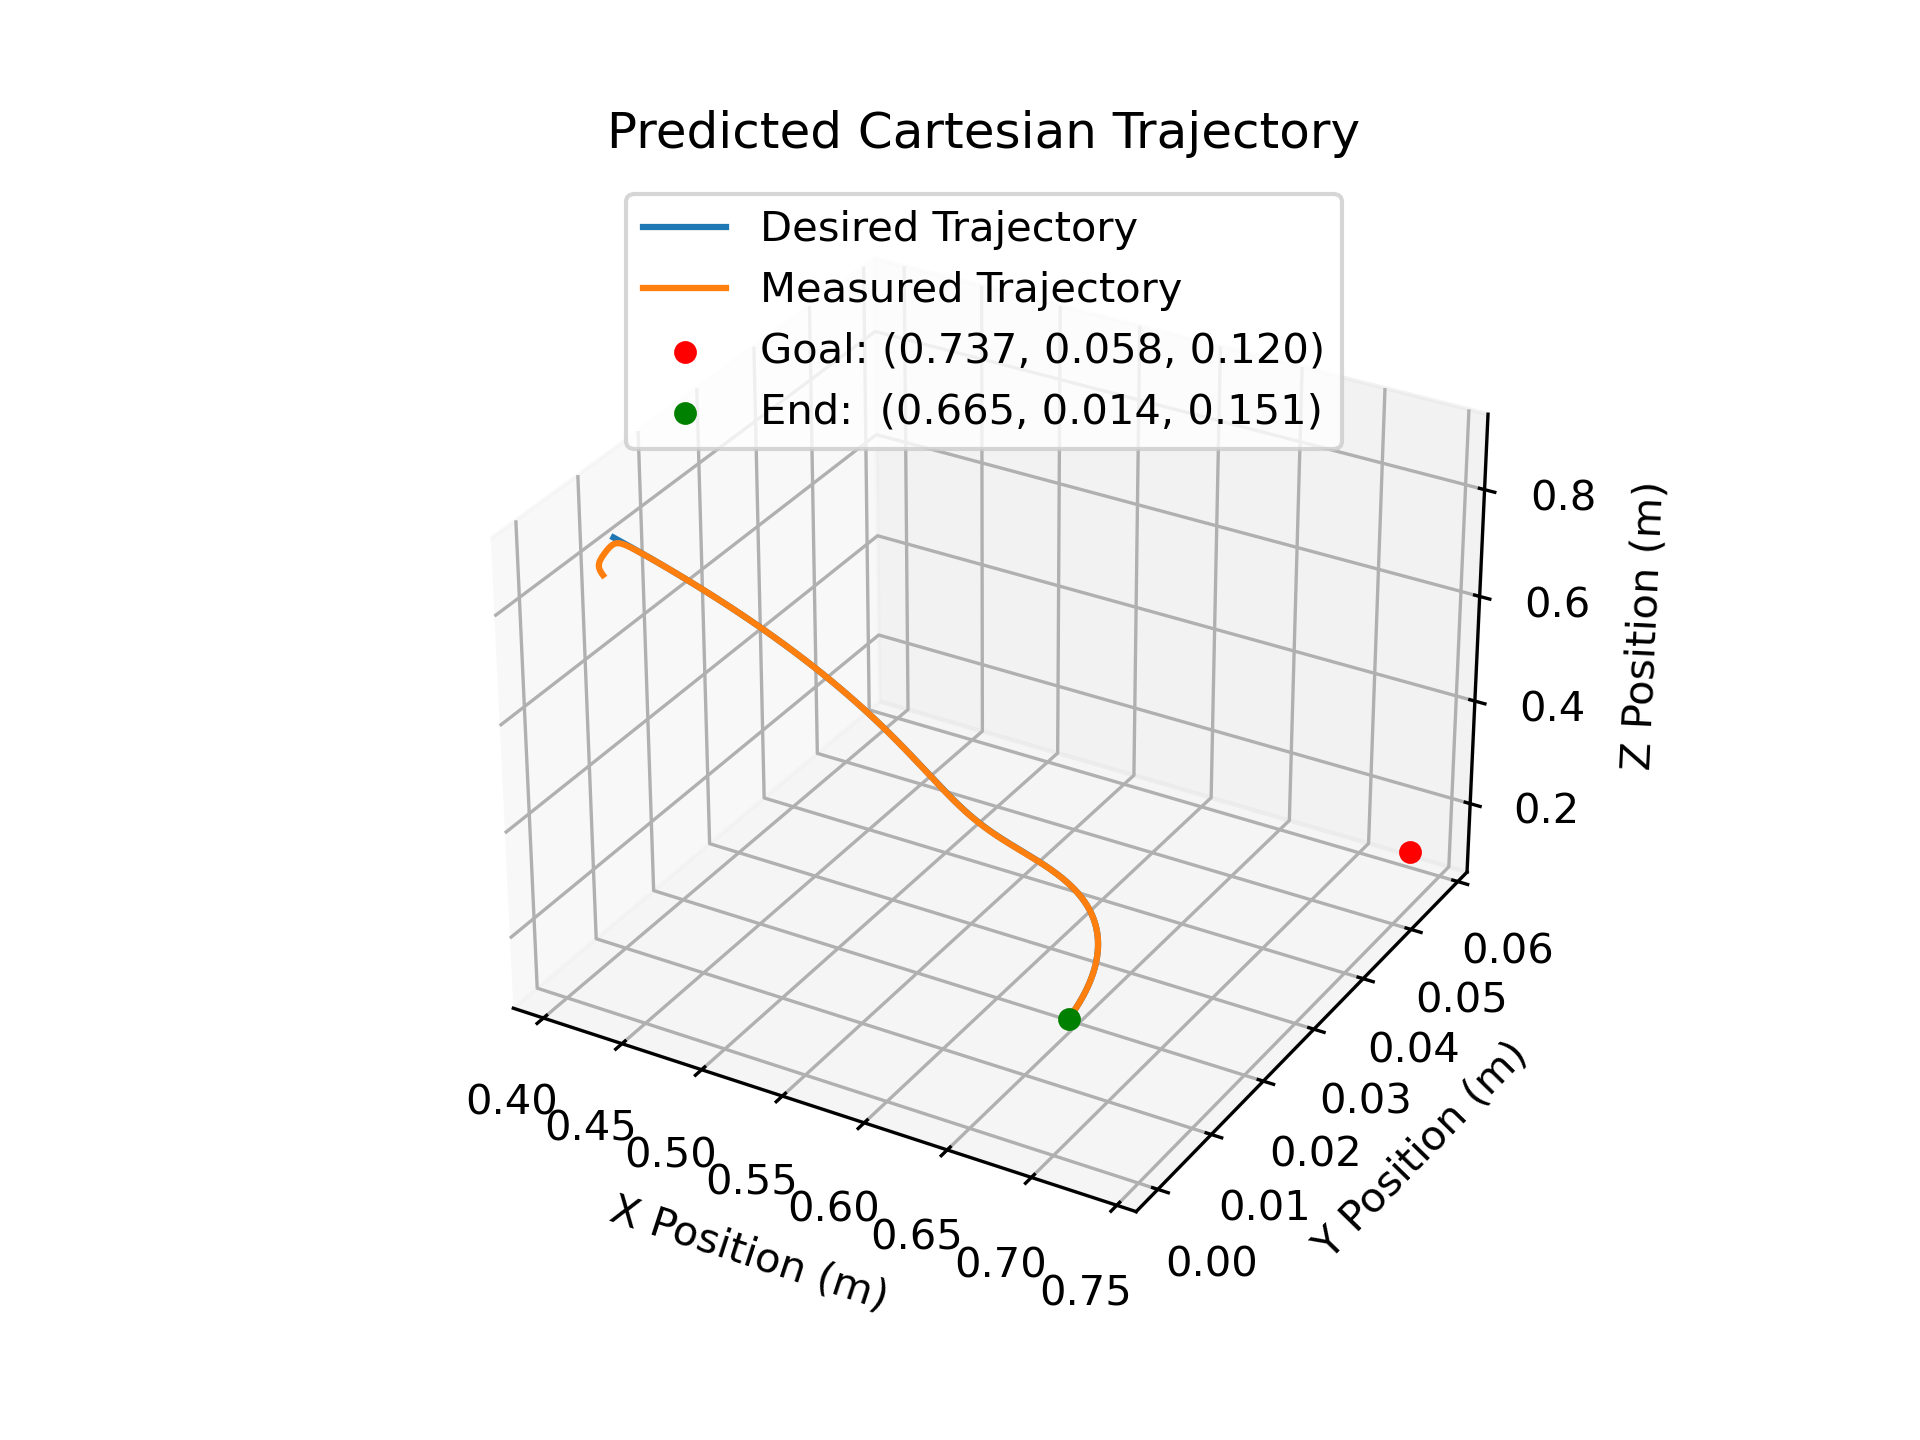 Predicted Cartesian Trajectory
Desired Trajectory
Measured Trajectory
Goal: (0.737, 0.058, 0.120)
End:  (0.665, 0.014, 0.151)
0.8
0.6
0.4
0.2
Z Position (m)
0.06
0.05
0.04
0.03
0.02
0.01
0.00
Y Position (m)
0.40
0.45
0.50
0.55
0.60
0.65
0.70
0.75
X Position (m)